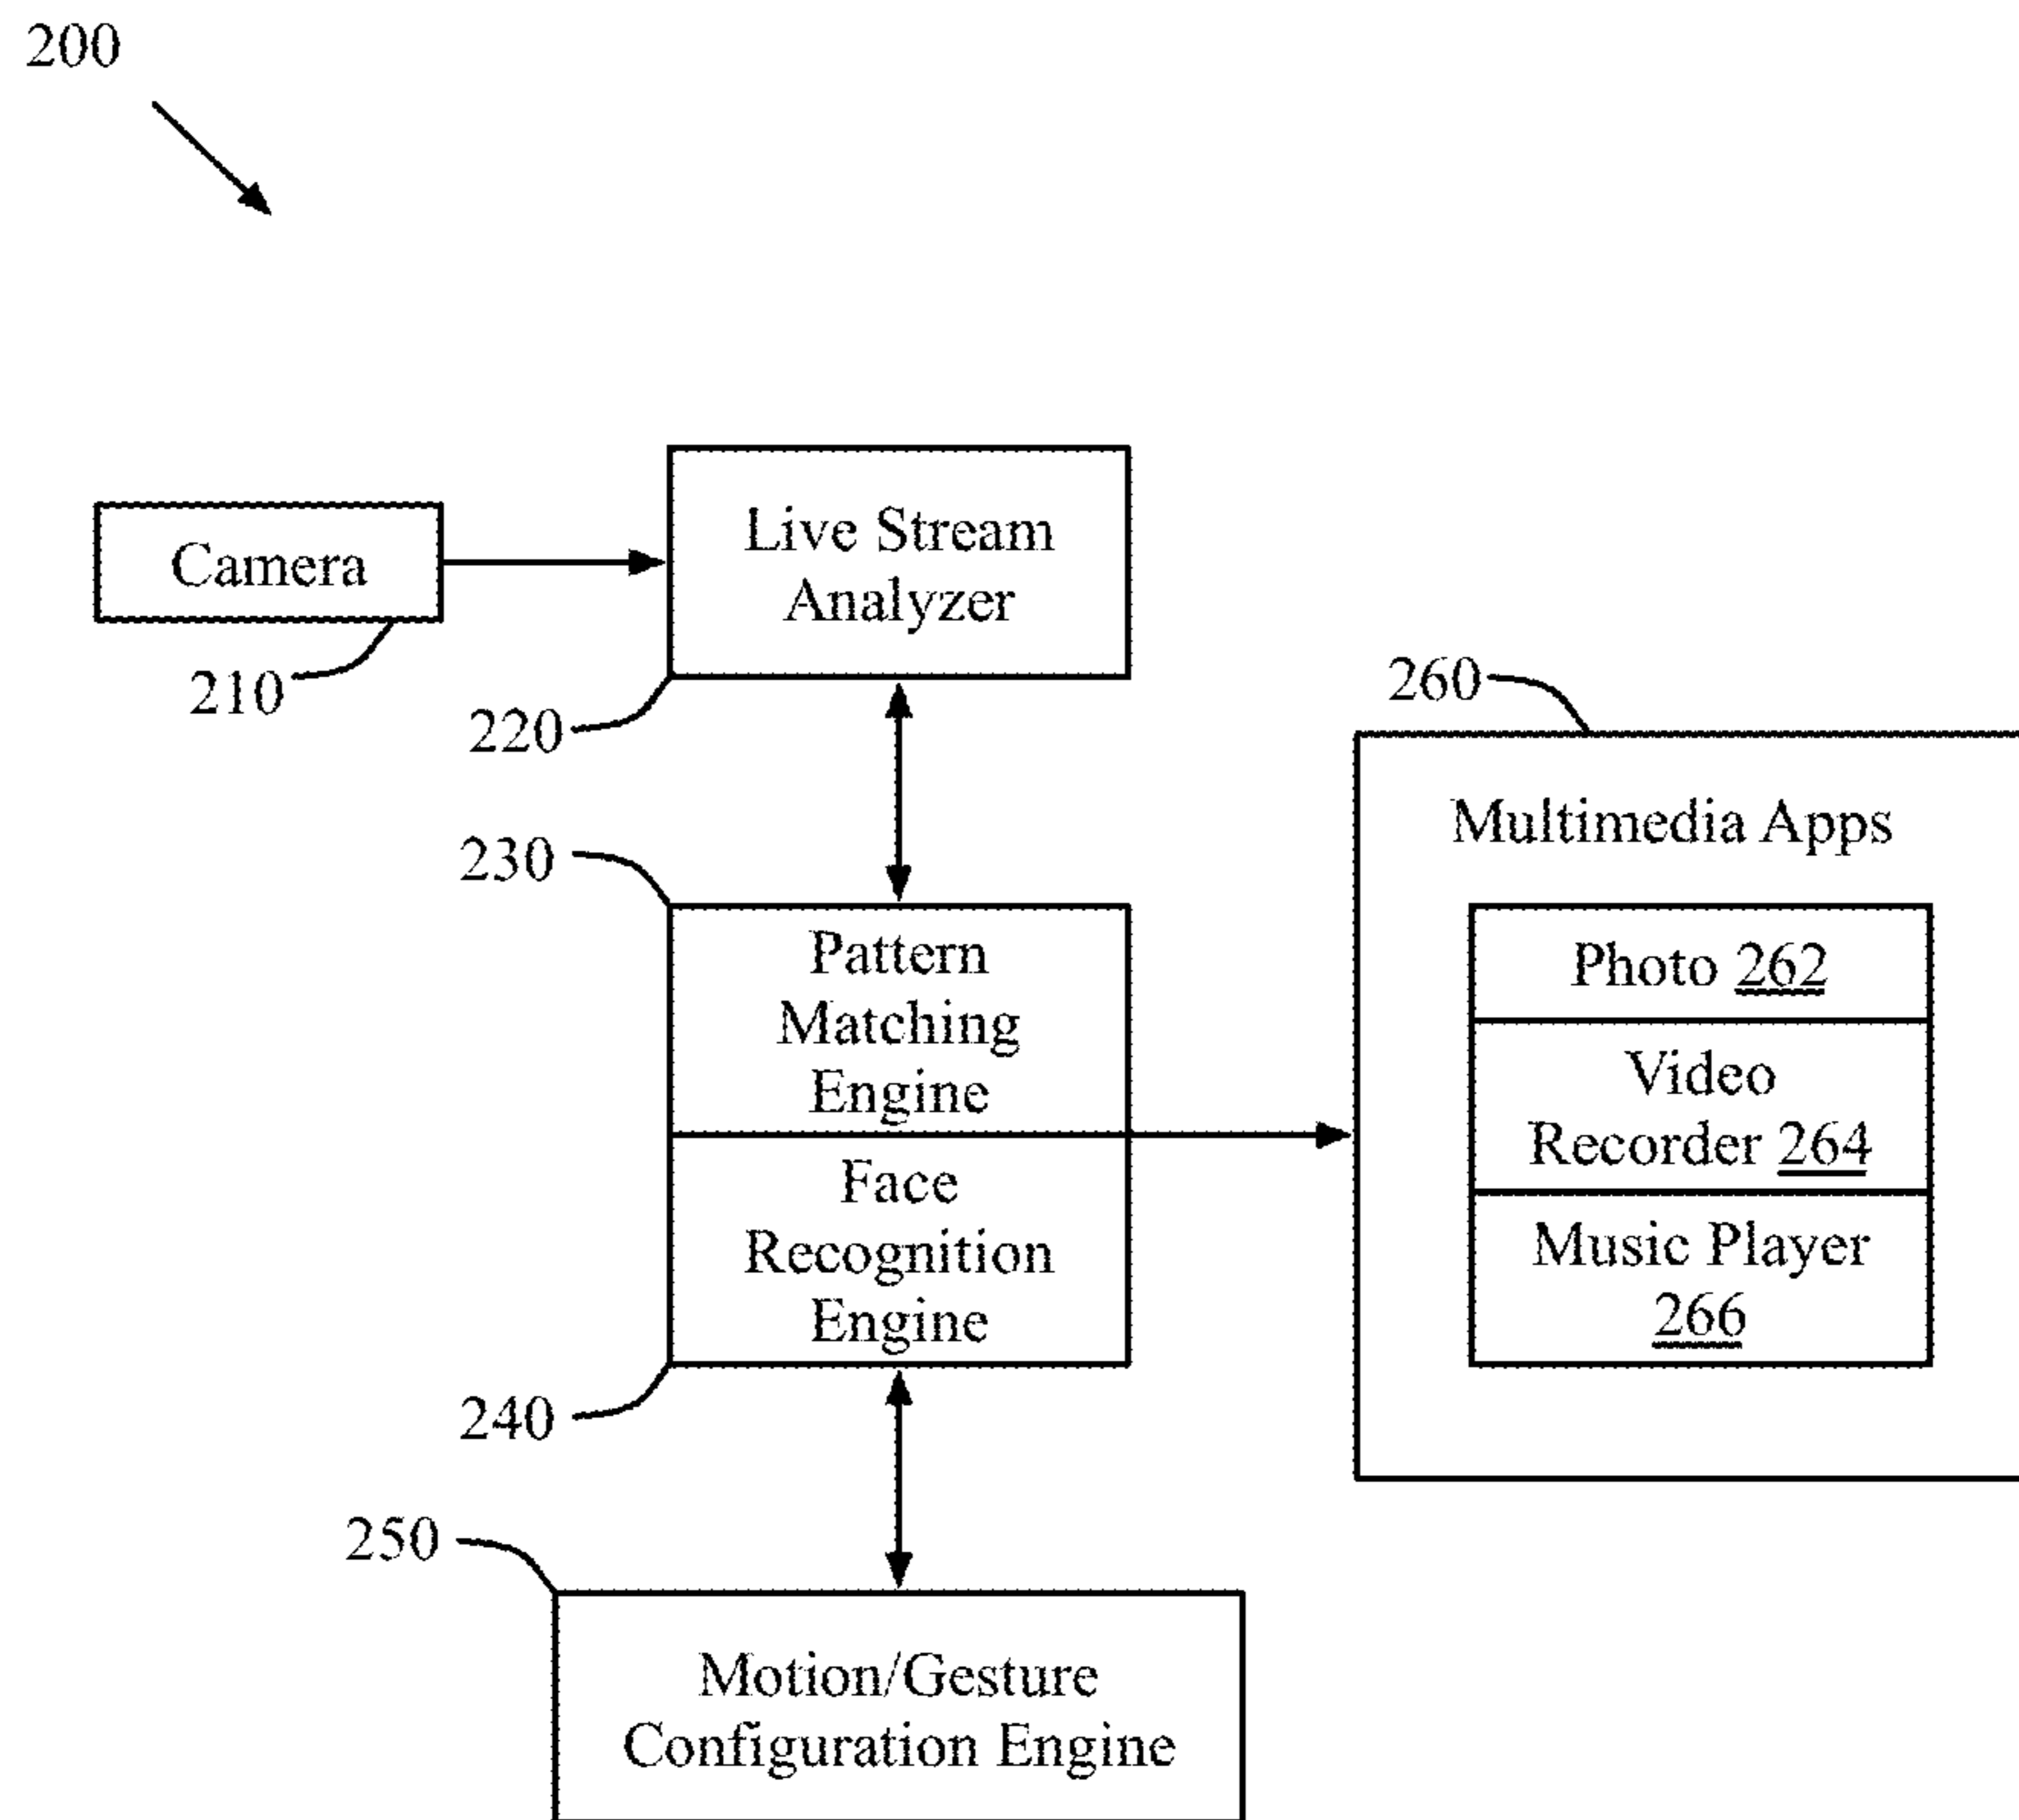 200
Camera
210
Live Stream
Analyzer
220
230
Pattern
Matching
Engine
Face
Recognition
Engine
240
250
Motion/Gesture
Configuration Engine
260
Multimedia Apps
Photo 262
Video
Recorder 264
Music Player
266